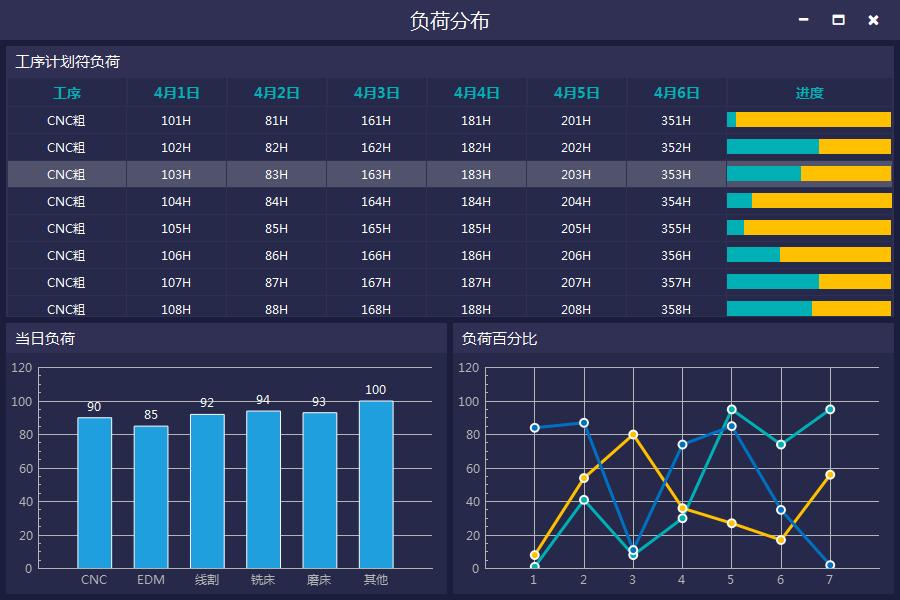 负荷分布
工序计划符负荷
工序 4月1日 4月2日 4月3日 4月4日 4月5日 4月6日 进度
CNC粗 101H 81H 161H 181H 201H 351H
CNC粗 102H 82H 162H 182H 202H 352H
CNC粗 103H 83H 163H 183H 203H 353H
CNC粗 104H 84H 164H 184H 204H 354H
CNC粗 105H 85H 165H 185H 205H 355H
CNC粗 106H 86H 166H 186H 206H 356H
CNC粗 107H 87H 167H 187H 207H 357H
CNC粗 108H 88H 168H 188H 208H 358H
当日负荷
120
100
80
60
40
20
0
90 85 92 94 93 100
CNC EDM 线割 铣床 磨床 其他
负荷百分比
120
100
80
60
40
20
0
1 2 3 4 5 6 7